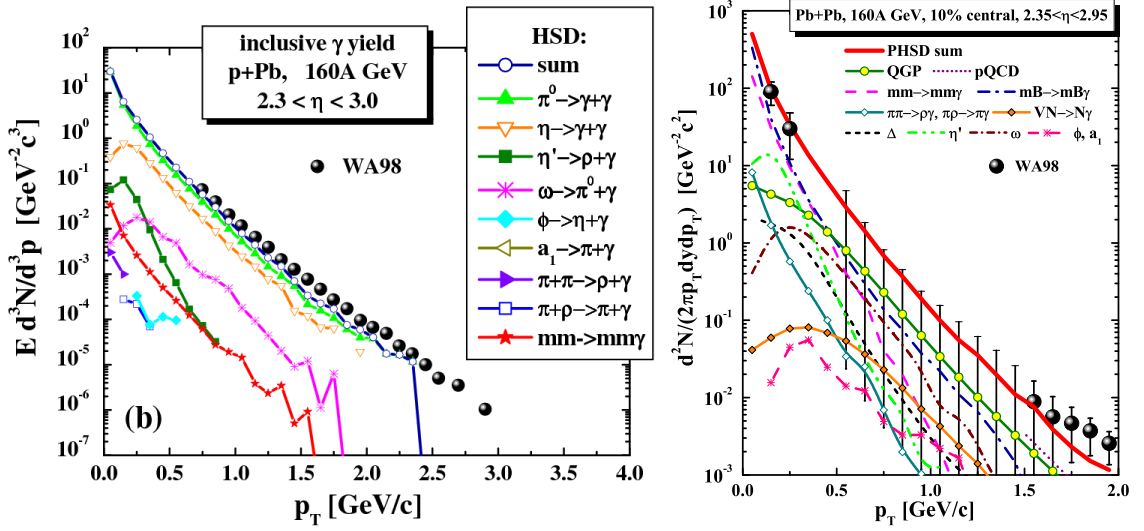 inclusive γ yield
p+Pb, 160A GeV
2.3 < η < 3.0
WA98
(b)
HSD:
sum
π⁰->γ+γ
η->γ+γ
η'->ρ+γ
ω->π⁰+γ
ϕ->η+γ
a₁->π+γ
π+π->ρ+γ
π+ρ->π+γ
mm->mmγ
E d³N/d³p [GeV⁻²c³]
10²
10¹
10⁰
10⁻¹
10⁻²
10⁻³
10⁻⁴
10⁻⁵
10⁻⁶
10⁻⁷
0.0 0.5 1.0 1.5 2.0 2.5 3.0 3.5 4.0
p_T [GeV/c]
Pb+Pb, 160A GeV, 10% central, 2.35<η<2.95
PHSD sum
QGP pQCD
mm->mmγ mB->mBγ
ππ->ργ, πρ->πγ VN->Nγ
Δ η' ω ϕ, a₁
WA98
d²N/(2πp_T dydp_T) [GeV⁻²c²]
10³
10²
10¹
10⁰
10⁻¹
10⁻²
10⁻³
0.0 0.5 1.0 1.5 2.0
p_T [GeV/c]